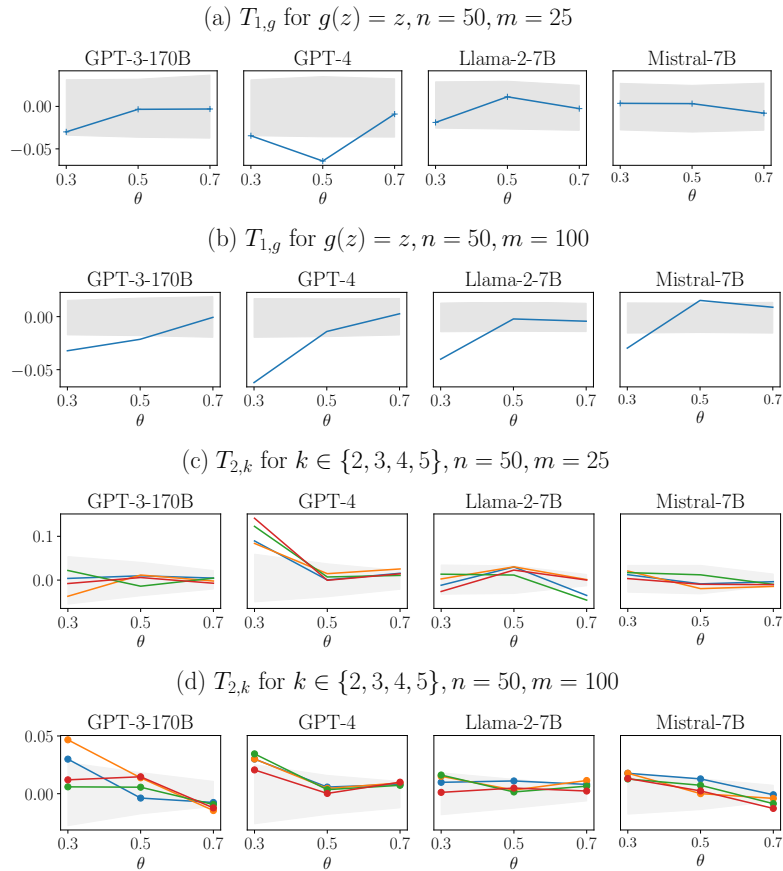 (a) $T_{1,g}$ for $g(z) = z, n = 50, m = 25$
GPT-3-170B GPT-4 Llama-2-7B Mistral-7B
0.00
−0.05
0.3 0.5 0.7 0.3 0.5 0.7 0.3 0.5 0.7 0.3 0.5 0.7
θ θ θ θ
(b) $T_{1,g}$ for $g(z) = z, n = 50, m = 100$
GPT-3-170B GPT-4 Llama-2-7B Mistral-7B
0.00
−0.05
0.3 0.5 0.7 0.3 0.5 0.7 0.3 0.5 0.7 0.3 0.5 0.7
θ θ θ θ
(c) $T_{2,k}$ for $k \in \{2, 3, 4, 5\}, n = 50, m = 25$
GPT-3-170B GPT-4 Llama-2-7B Mistral-7B
0.1
0.0
0.3 0.5 0.7 0.3 0.5 0.7 0.3 0.5 0.7 0.3 0.5 0.7
θ θ θ θ
(d) $T_{2,k}$ for $k \in \{2, 3, 4, 5\}, n = 50, m = 100$
GPT-3-170B GPT-4 Llama-2-7B Mistral-7B
0.05
0.00
0.3 0.5 0.7 0.3 0.5 0.7 0.3 0.5 0.7 0.3 0.5 0.7
θ θ θ θ